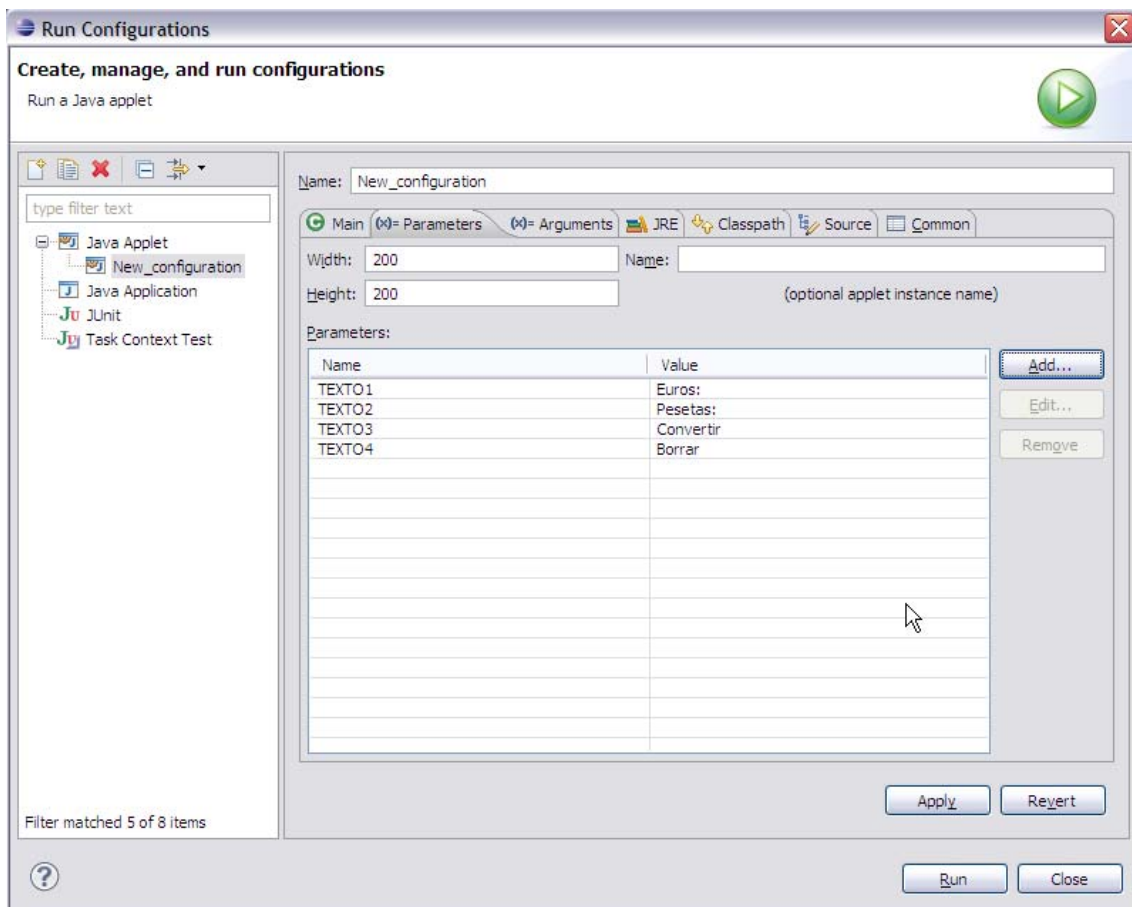 Run Configurations
Create, manage, and run configurations
Run a Java applet
type filter text
Java Applet
New_configuration
Java Application
JUnit
Task Context Test
Filter matched 5 of 8 items
Name: New_configuration
Main (x)= Parameters (x)= Arguments JRE Classpath Source Common
Width: 200 Name:
Height: 200 (optional applet instance name)
Parameters:
Name Value
TEXTO1 Euros:
TEXTO2 Pesetas:
TEXTO3 Convertir
TEXTO4 Borrar
Add...
Edit...
Remove
Apply Revert
Run Close